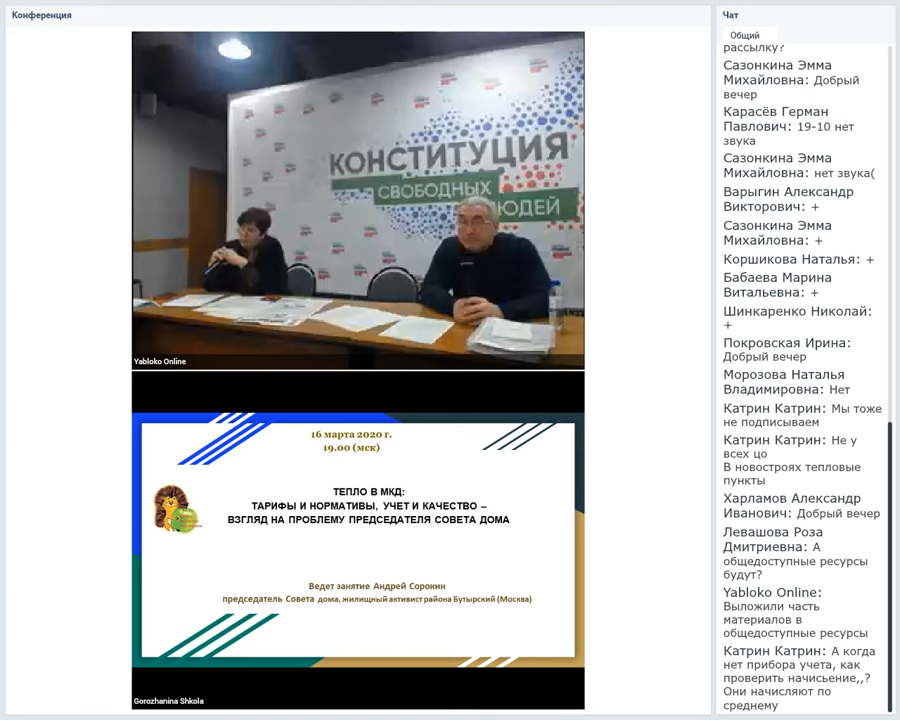 Конференция
КОНСТИТУЦИЯ
СВОБОДНЫХ
ЛЮДЕЙ
Yabloko Online
16 марта 2020 г.
19.00 (мск)
ТЕПЛО В МКД:
ТАРИФЫ И НОРМАТИВЫ, УЧЕТ И КАЧЕСТВО –
ВЗГЛЯД НА ПРОБЛЕМУ ПРЕДСЕДАТЕЛЯ СОВЕТА ДОМА
Ведет занятие Андрей Сорокин
председатель Совета дома, жилищный активист района Бутырский (Москва)
Gorozhanina Shkola
Чат
Общий
рассылку?
Сазонкина Эмма
Михайловна: Добрый
вечер
Карасёв Герман
Павлович: 19-10 нет
звука
Сазонкина Эмма
Михайловна: нет звука(
Варыгин Александр
Викторович: +
Сазонкина Эмма
Михайловна: +
Коршикова Наталья: +
Бабаева Марина
Витальевна: +
Шинкаренко Николай:
+
Покровская Ирина:
Добрый вечер
Морозова Наталья
Владимировна: Нет
Катрин Катрин: Мы тоже
не подписываем
Катрин Катрин: Не у
всех цо
В новостроях тепловые
пункты
Харламов Александр
Иванович: Добрый вечер
Левашова Роза
Дмитриевна: А
общедоступные ресурсы
будут?
Yabloko Online:
Выложили часть
материалов в
общедоступные ресурсы
Катрин Катрин: А когда
нет прибора учета, как
проверить начисьение,,?
Они начисляют по
среднему